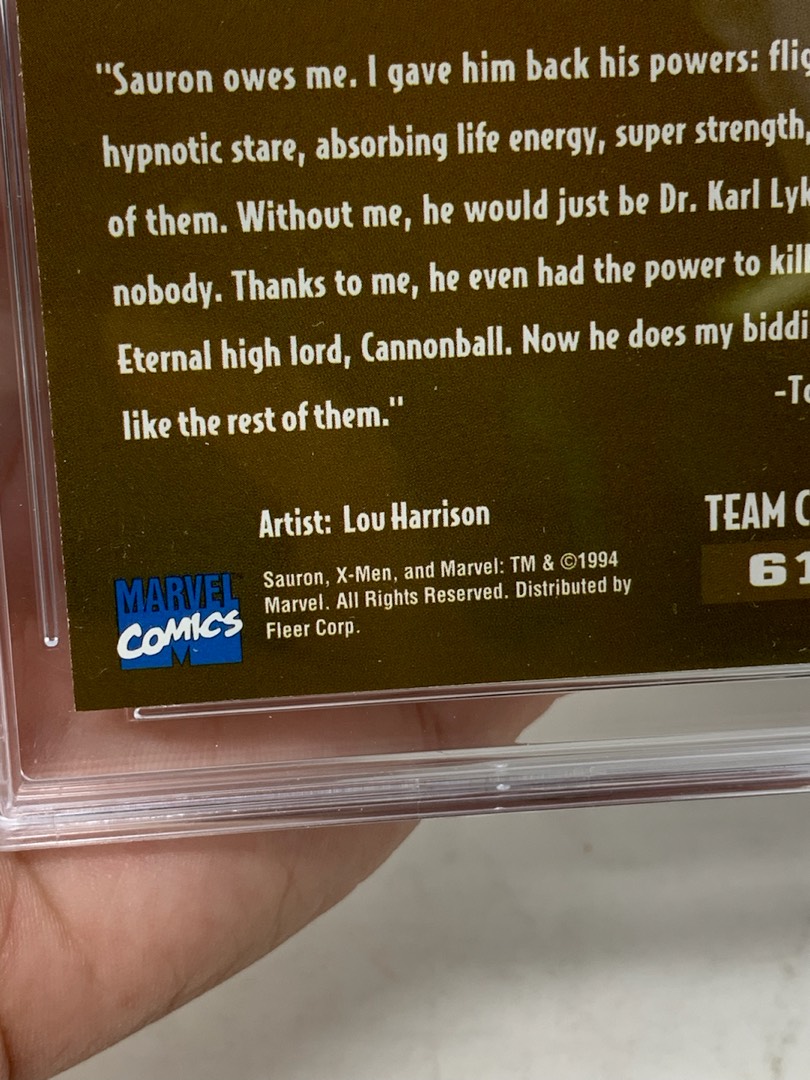 "Sauron owes me. I gave him back his powers:
hypnotic stare, absorbing life energy, super strength,
of them. Without me, he would just be Dr. Karl
nobody. Thanks to me, he even had the power to kill
Eternal high lord, Cannonball. Now he does my
like the rest of them."
Artist: Lou Harrison
TEAM
61
Sauron, X-Men, and Marvel: TM & ©1994
Marvel. All Rights Reserved. Distributed by
Fleer Corp.
MARVEL
COMICS